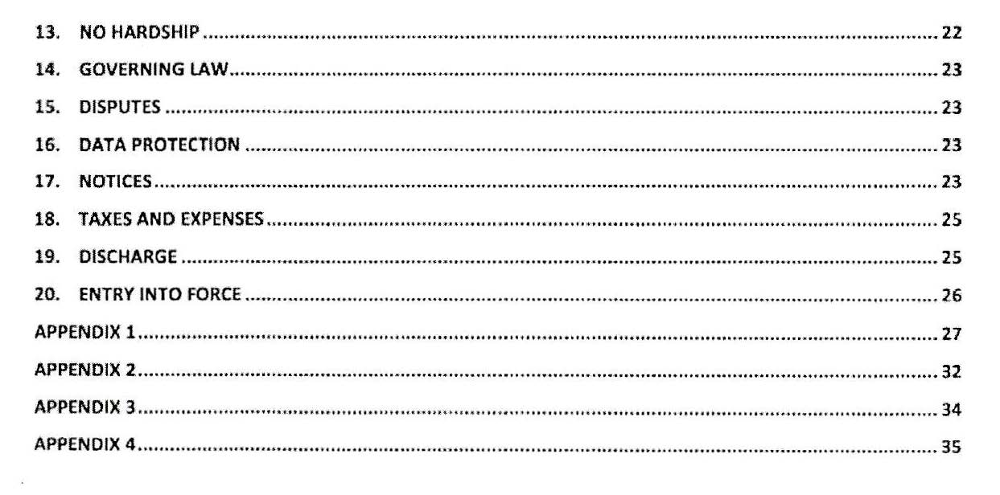 13. NO HARDSHIP ........................ 22
14. GOVERNING LAW ........................ 23
15. DISPUTES ........................ 23
16. DATA PROTECTION ........................ 23
17. NOTICES ........................ 23
18. TAXES AND EXPENSES ........................ 25
19. DISCHARGE ........................ 25
20. ENTRY INTO FORCE ........................ 26
APPENDIX 1 ........................ 27
APPENDIX 2 ........................ 32
APPENDIX 3 ........................ 34
APPENDIX 4 ........................ 35